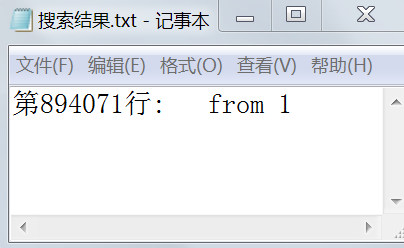 搜索结果.txt - 记事本
文件(F) 编辑(E) 格式(O) 查看(V) 帮助(H)
第894071行: from 1